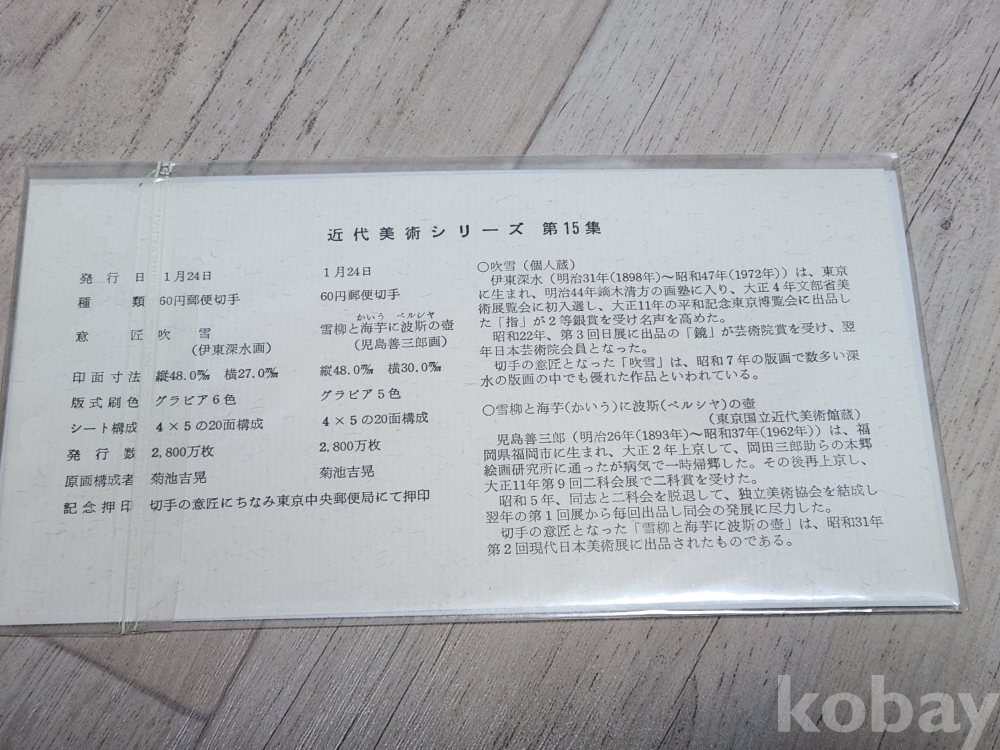 近代美術シリーズ 第15集
発行日 1月24日 1月24日
種類 60円郵便切手 60円郵便切手
かいう ペルシヤ
意匠 吹雪 雪柳と海芋に波斯の壺
(伊東深水画) (児島善三郎画)
印面寸法 縦48.0㎜ 横27.0㎜ 縦48.0㎜ 横30.0㎜
版式刷色 グラビア6色 グラビア5色
シート構成 4×5の20面構成 4×5の20面構成
発行数 2,800万枚 2,800万枚
原画構成者 菊池吉晃 菊池吉晃
記念押印 切手の意匠にちなみ東京中央郵便局にて押印
○吹雪(個人蔵)
伊東深水(明治31年(1898年)〜昭和47年(1972年))は、東京
に生まれ、明治44年鏑木清方の画塾に入り、大正4年文部省美
術展覧会に初入選し、大正11年の平和記念東京博覧会に出品し
た「指」が2等銀賞を受け名声を高めた。
昭和22年、第3回日展に出品の「鏡」が芸術院賞を受け、翌
年日本芸術院会員となった。
切手の意匠となった「吹雪」は、昭和7年の版画で数多い深
水の版画の中でも優れた作品といわれている。
○雪柳と海芋(かいう)に波斯(ペルシヤ)の壺
(東京国立近代美術館蔵)
児島善三郎(明治26年(1893年)〜昭和37年(1962年))は、福
岡県福岡市に生まれ、大正2年上京して、岡田三郎助らの本郷
絵画研究所に通ったが病気で一時帰郷した。その後再上京し、
大正11年第9回二科会展で二科賞を受けた。
昭和5年、同志と二科会を脱退して、独立美術協会を結成し
翌年の第1回展から毎回出品し同会の発展に尽力した。
切手の意匠となった「雪柳と海芋に波斯の壺」は、昭和31年
第2回現代日本美術展に出品されたものである。
kobay